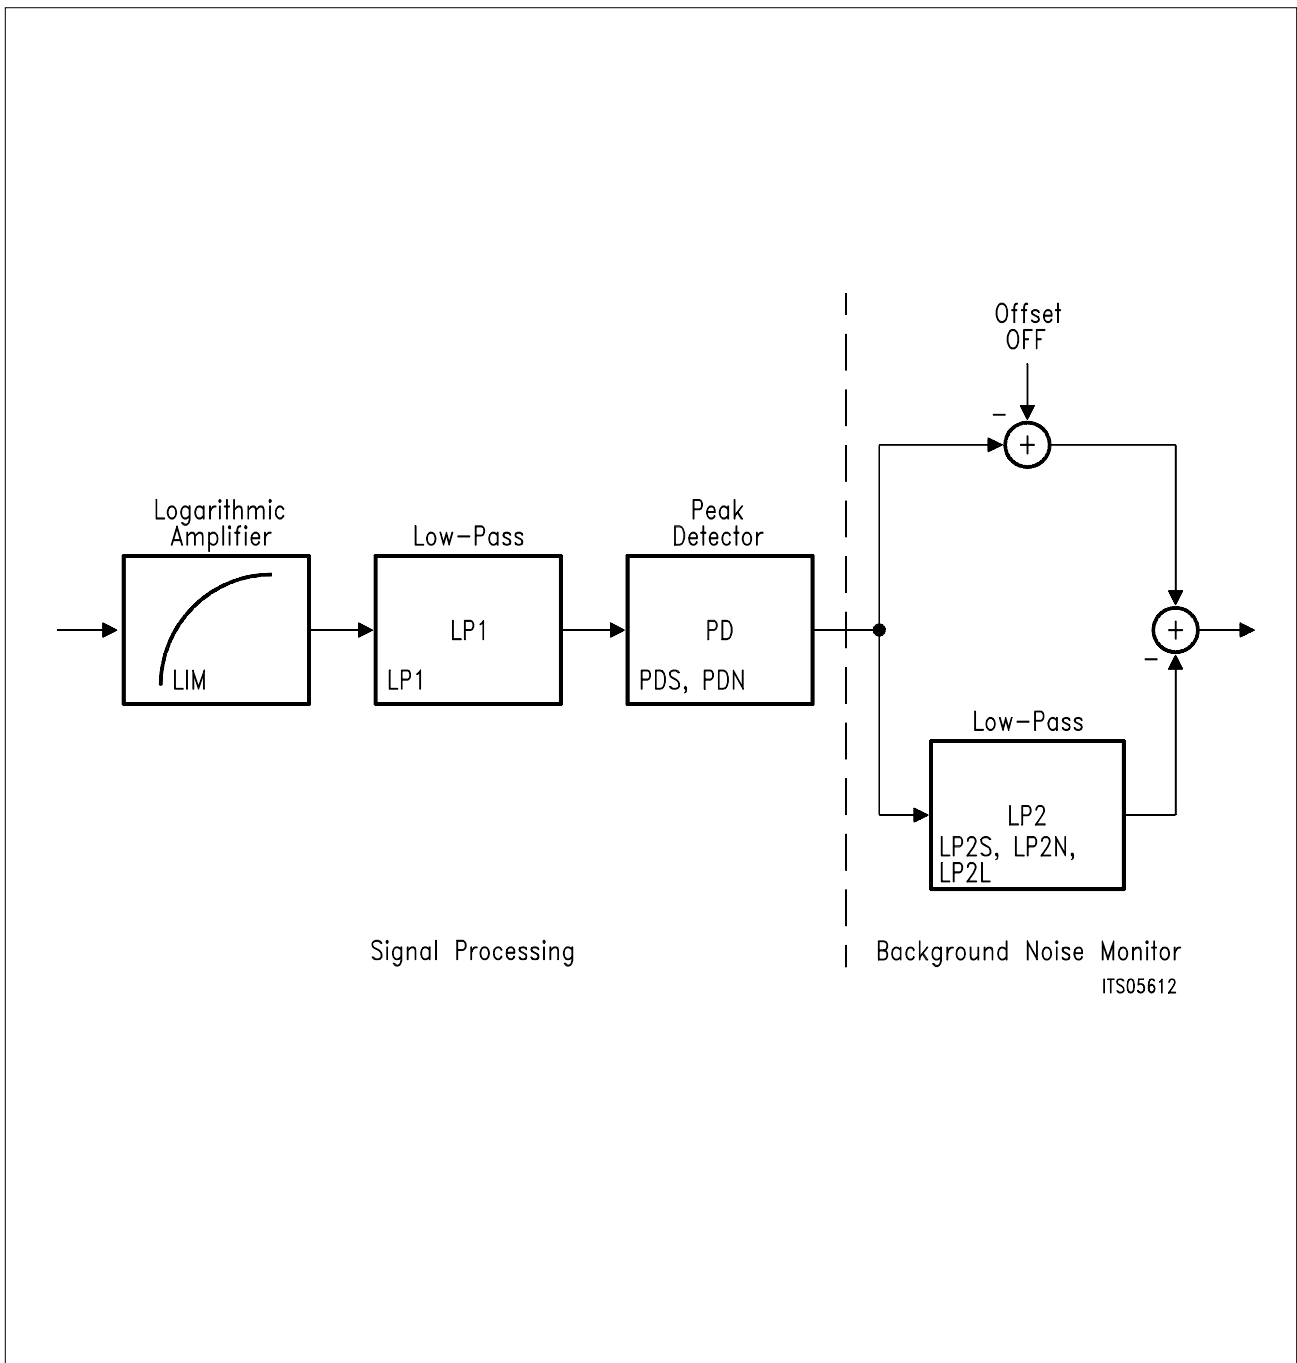 Offset
OFF
−
+
Logarithmic
Amplifier
LIM
Low-Pass
LP1
LP1
Peak
Detector
PD
PDS, PDN
+
−
Low-Pass
LP2
LP2S, LP2N,
LP2L
Signal Processing
Background Noise Monitor
ITS05612